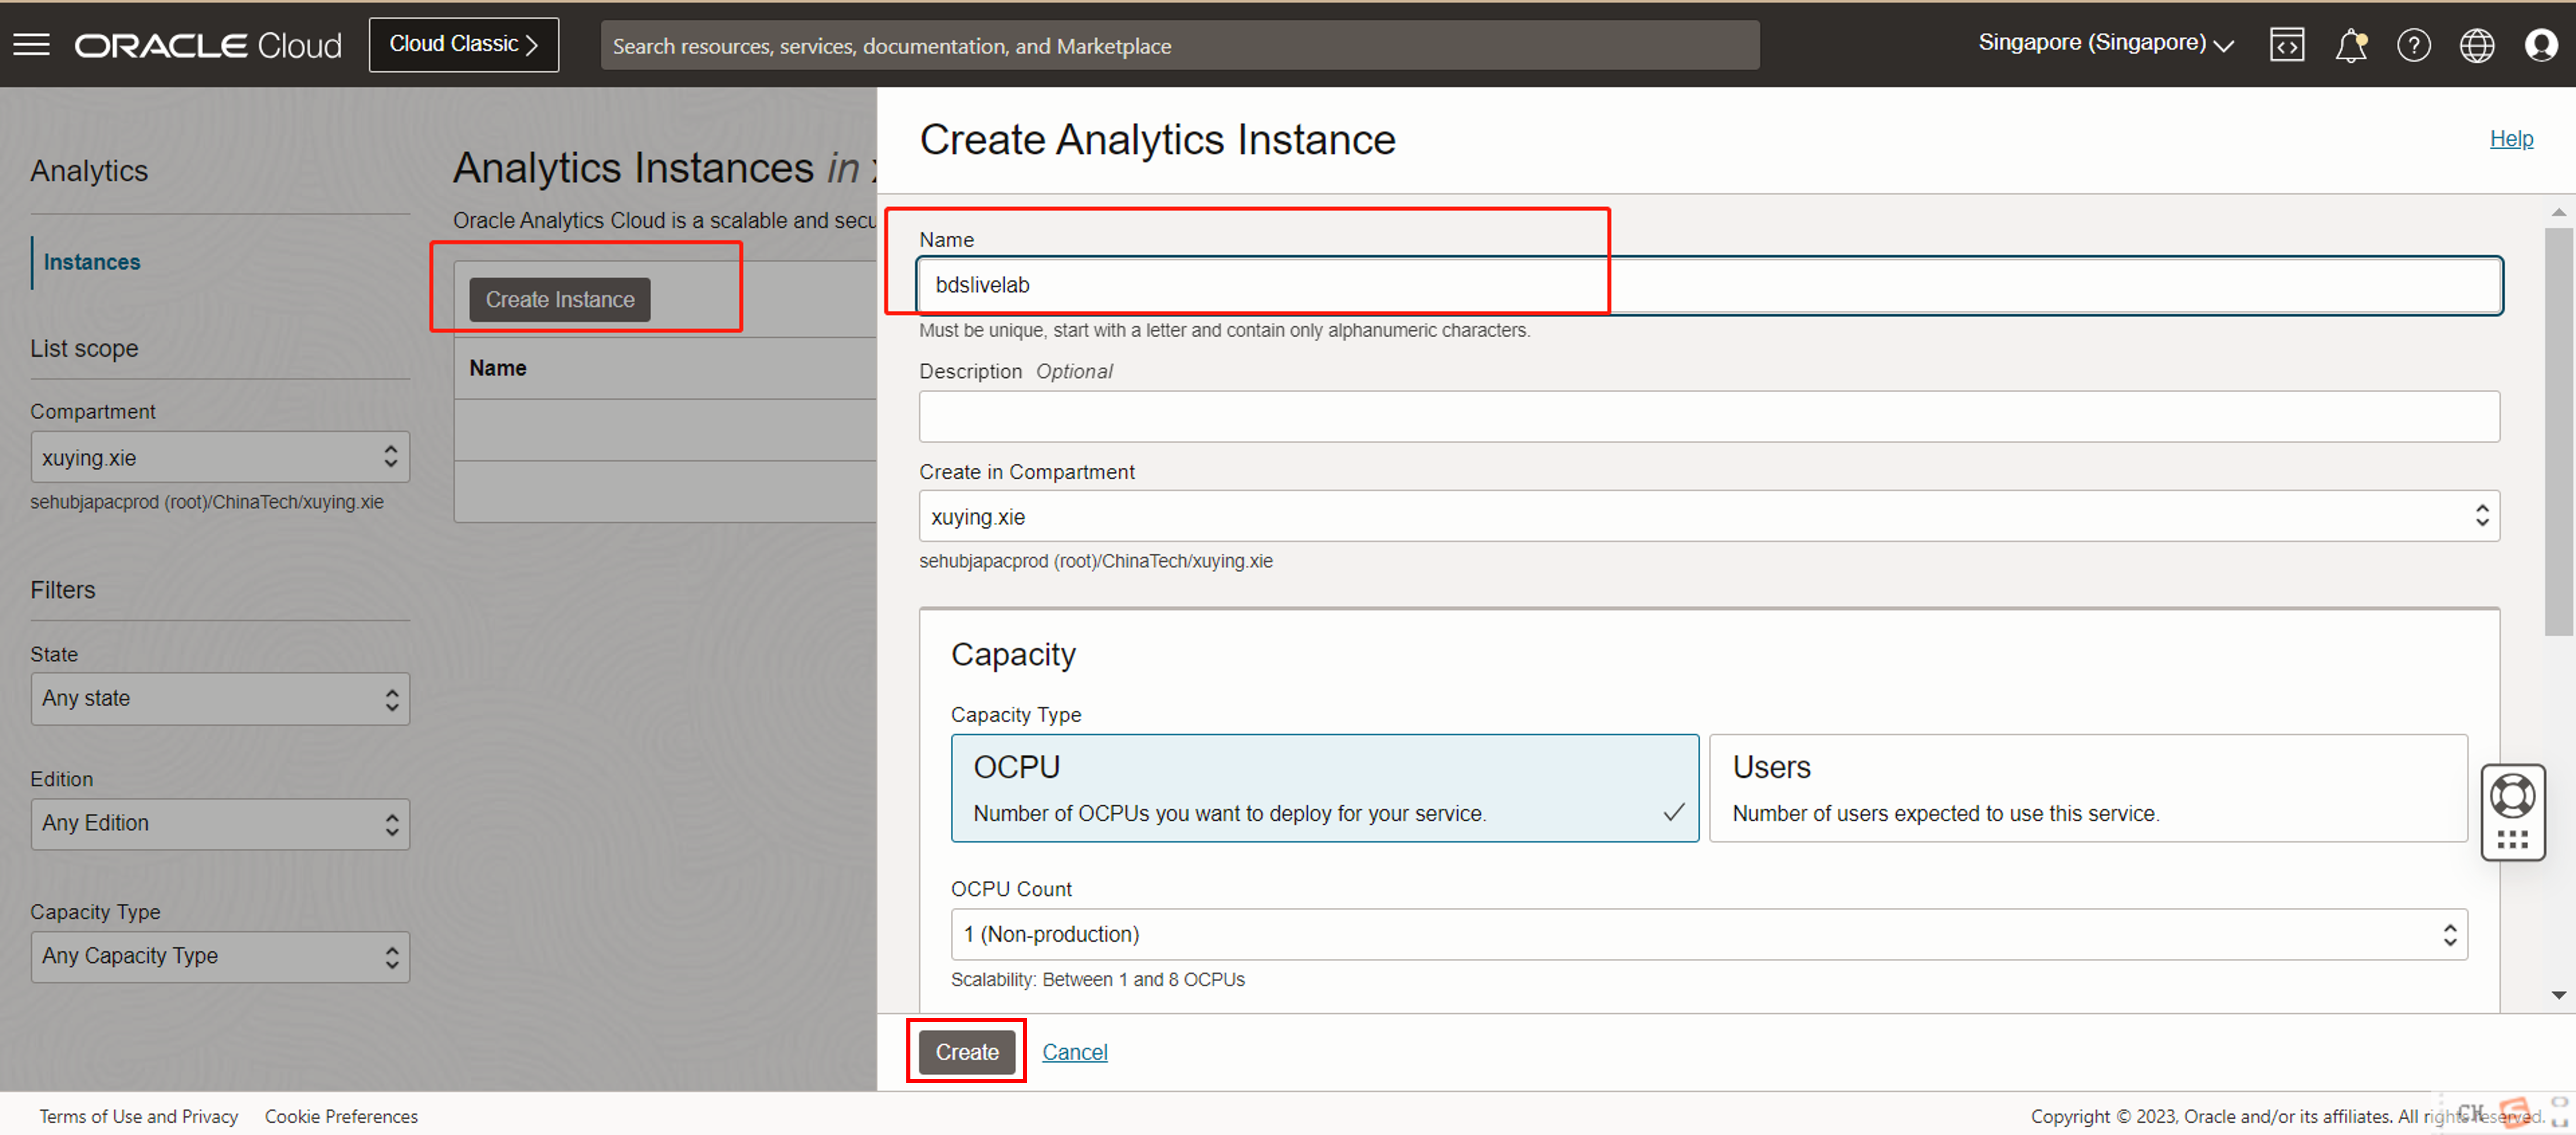 ORACLE Cloud
Cloud Classic
Search resources, services, documentation, and Marketplace
Singapore (Singapore)
Analytics
Instances
List scope
Compartment
xuying.xie
sehubjapacprod (root)/ChinaTech/xuying.xie
Filters
State
Any state
Edition
Any Edition
Capacity Type
Any Capacity Type
Analytics Instances in
Oracle Analytics Cloud is a scalable and secu
Create Instance
Name
Create Analytics Instance
Help
Name
bdslivelab
Must be unique, start with a letter and contain only alphanumeric characters.
Description Optional
Create in Compartment
xuying.xie
sehubjapacprod (root)/ChinaTech/xuying.xie
Capacity
Capacity Type
OCPU
Number of OCPUs you want to deploy for your service.
Users
Number of users expected to use this service.
OCPU Count
1 (Non-production)
Scalability: Between 1 and 8 OCPUs
Create
Cancel
Terms of Use and Privacy
Cookie Preferences
Copyright © 2023, Oracle and/or its affiliates. All rights reserved.
CH